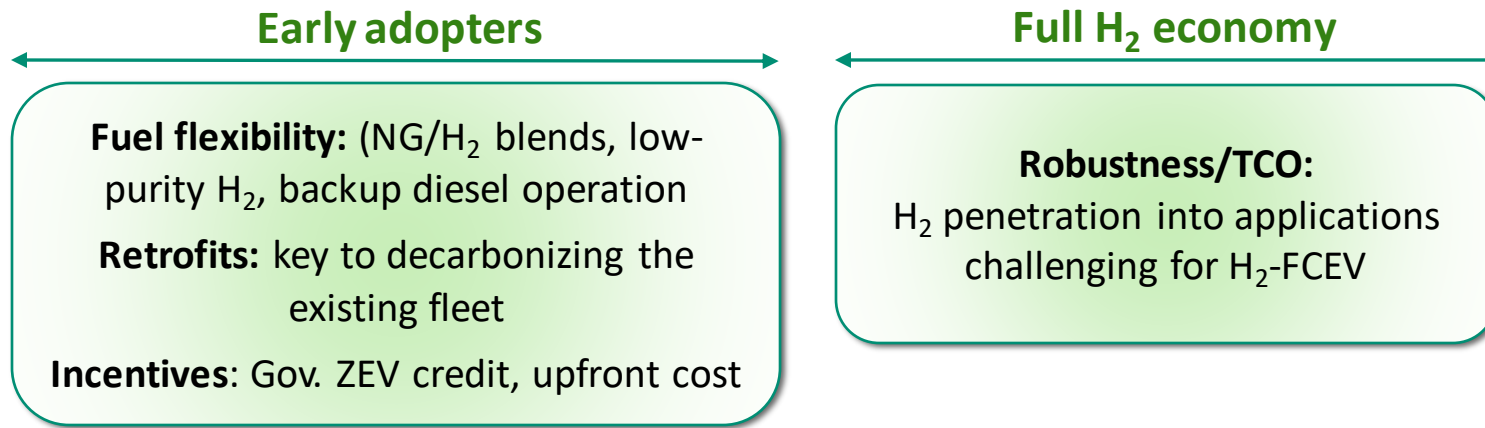 Early adopters
Fuel flexibility: (NG/H₂ blends, low-
purity H₂, backup diesel operation
Retrofits: key to decarbonizing the
existing fleet
Incentives: Gov. ZEV credit, upfront cost
Full H₂ economy
Robustness/TCO:
H₂ penetration into applications
challenging for H₂-FCEV